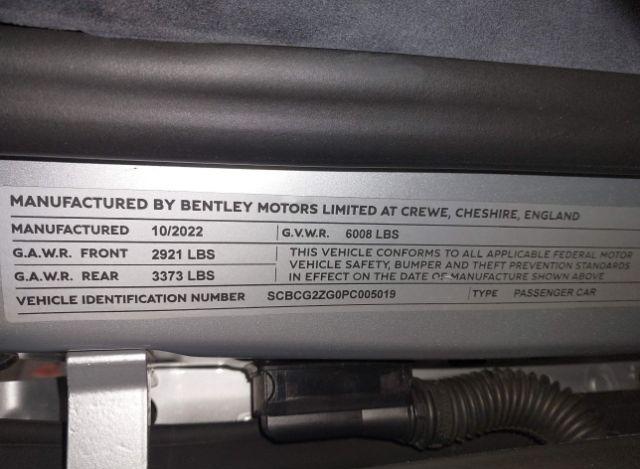 MANUFACTURED BY BENTLEY MOTORS LIMITED AT CREWE, CHESHIRE, ENGLAND
MANUFACTURED 10/2022 G.V.W.R. 6008 LBS
G.A.W.R. FRONT 2921 LBS
G.A.W.R. REAR 3373 LBS
THIS VEHICLE CONFORMS TO ALL APPLICABLE FEDERAL MOTOR
VEHICLE SAFETY, BUMPER AND THEFT PREVENTION STANDARDS
IN EFFECT ON THE DATE OF MANUFACTURE SHOWN ABOVE
VEHICLE IDENTIFICATION NUMBER SCBCG2ZG0PC005019 TYPE PASSENGER CAR